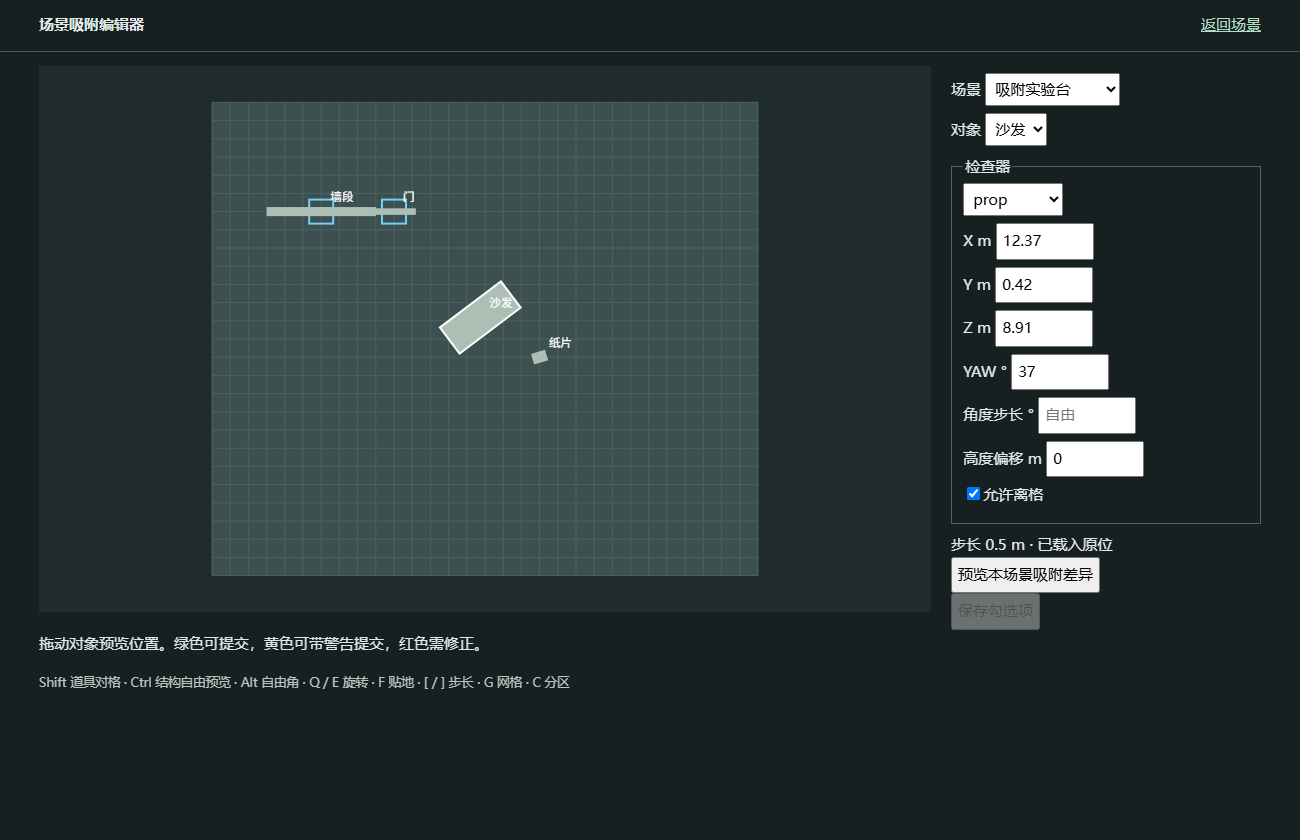 场景吸附编辑器
返回场景
墙段
门
沙发
纸片
场景 吸附实验台
对象 沙发
检查器
prop
X m 12.37
Y m 0.42
Z m 8.91
YAW ° 37
角度步长 ° 自由
高度偏移 m 0
允许离格
步长 0.5 m · 已载入原位
预览本场景吸附差异
保存勾选项
拖动对象预览位置。绿色可提交，黄色可带警告提交，红色需修正。
Shift 道具对格 · Ctrl 结构自由预览 · Alt 自由角 · Q / E 旋转 · F 贴地 · [ / ] 步长 · G 网格 · C 分区